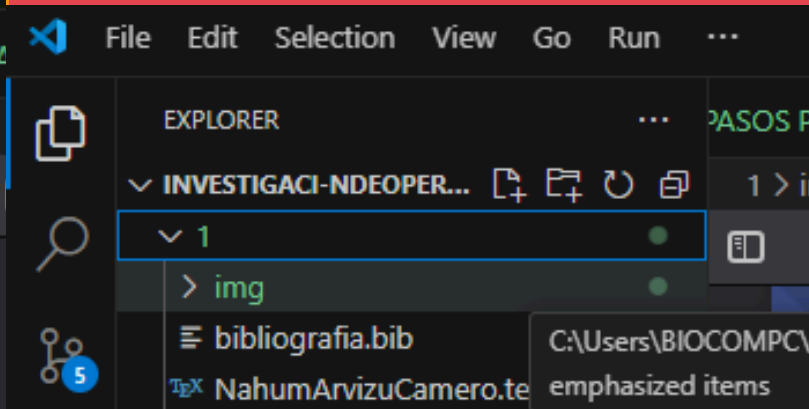 File Edit Selection View Go Run ...
EXPLORER ...
PASOS P
INVESTIGACI-NDEOPER...
1 > i
1
img
bibliografia.bib
C:\Users\BIOCOMPC\
TEX NahumArvizuCamero.te
emphasized items
5